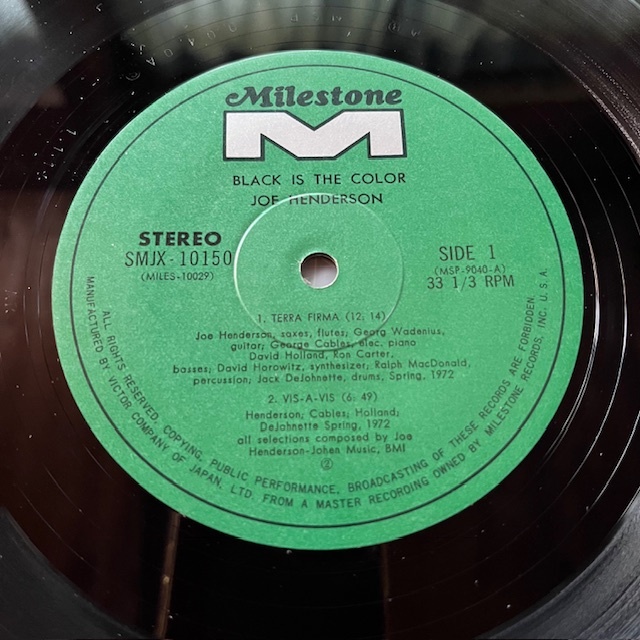 Milestone
M
BLACK IS THE COLOR
JOE HENDERSON
STEREO
SMJX-10150
(MILES-10029)
SIDE 1
(MSP-9040-A)
33 1/3 RPM
1. TERRA FIRMA (12; 14)
Joe Henderson, saxes, flutes; Georg Wadenius,
guitar; George Cables, elec. piano
David Holland, Ron Carter,
basses; David Horowitz, synthesizer; Ralph MacDonald,
percussion; Jack DeJohnette, drums, Spring, 1972
2. VIS-A-VIS (6; 49)
Henderson; Cables; Holland;
DeJohnette Spring, 1972
all selections composed by Joe
Henderson-Johen Music, BMI
ALL RIGHTS RESERVED, COPYING, PUBLIC PERFORMANCE, BROADCASTING OF THESE RECORDS ARE FORBIDDEN.
MANUFACTURED BY VICTOR COMPANY OF JAPAN, LTD. FROM A MASTER RECORDING OWNED BY MILESTONE RECORDS, INC. U.S.A.